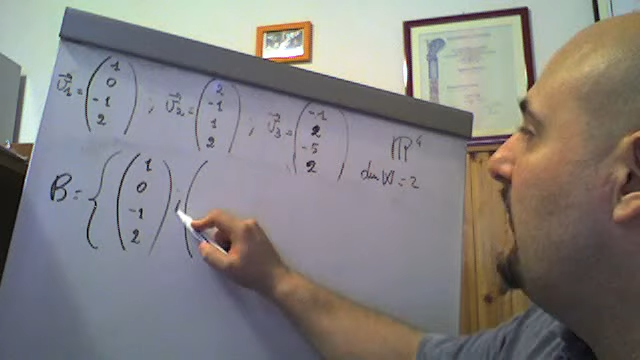 v⃗1 = (1 0 -1 2) ; v⃗2 = (2 -1 1 2) ; v⃗3 = (-1 2 -5 2) ℝ⁴
dim W = 2
B = { (1 0 -1 2) ; (